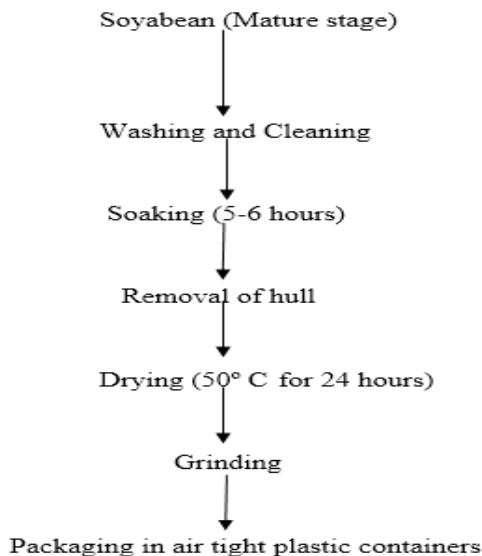 Soyabean (Mature stage)
Washing and Cleaning
Soaking (5-6 hours)
Removal of hull
Drying (50° C for 24 hours)
Grinding
Packaging in air tight plastic containers